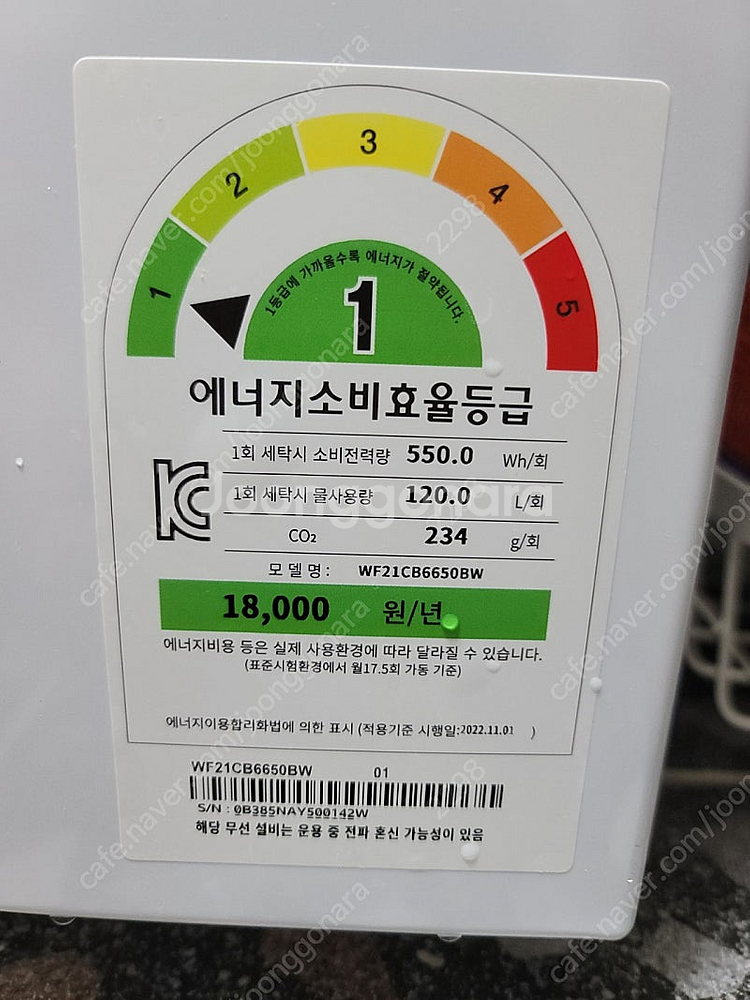 1
2
3
4
5
1등급에 가까울수록 에너지가 절약됩니다.
1
에너지소비효율등급
1회 세탁시 소비전력량 550.0 Wh/회
1회 세탁시 물사용량 120.0 L/회
CO₂ 234 g/회
모델명: WF21CB6650BW
18,000 원/년
에너지비용 등은 실제 사용환경에 따라 달라질 수 있습니다.
(표준시험환경에서 월17.5회 가동 기준)
에너지이용합리화법에 의한 표시 (적용기준 시행일:2022.11.01 )
WF21CB6650BW 01
S/N : 0B385NAY500142W
해당 무선 설비는 운용 중 전파 혼신 가능성이 있음
Joonggonara
cafe.naver.com/joonggonara
2298